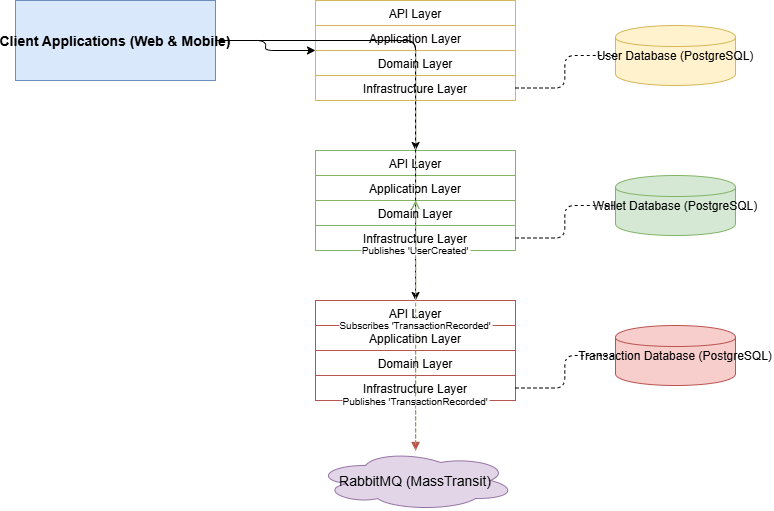 Client Applications (Web & Mobile)
API Layer
Application Layer
Domain Layer
Infrastructure Layer
User Database (PostgreSQL)
API Layer
Application Layer
Domain Layer
Infrastructure Layer
Publishes 'UserCreated'
Wallet Database (PostgreSQL)
API Layer
Subscribes 'TransactionRecorded'
Application Layer
Domain Layer
Infrastructure Layer
Publishes 'TransactionRecorded'
Transaction Database (PostgreSQL)
RabbitMQ (MassTransit)